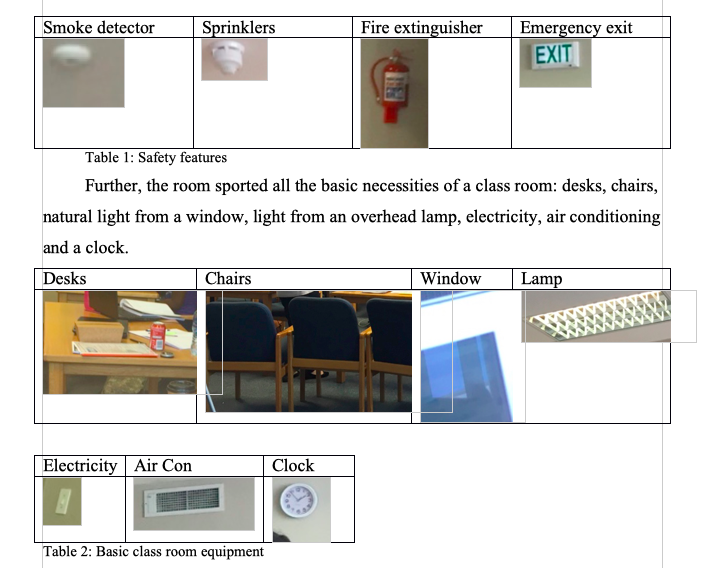 Smoke detector Sprinklers Fire extinguisher Emergency exit
EXIT
Table 1: Safety features
Further, the room sported all the basic necessities of a class room: desks, chairs,
natural light from a window, light from an overhead lamp, electricity, air conditioning
and a clock.
Desks Chairs Window Lamp
Electricity Air Con Clock
Table 2: Basic class room equipment